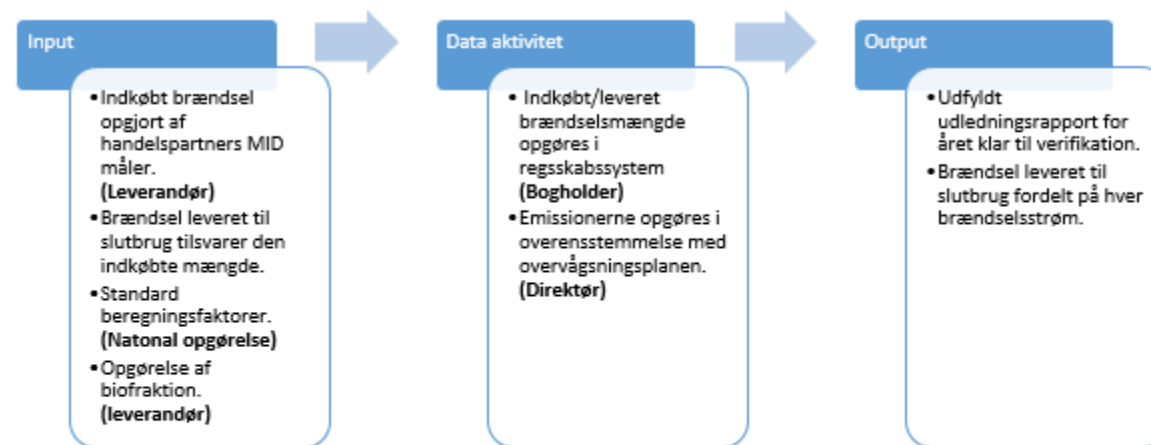 Input
•Indkøbt brændsel
opgjort af
handelspartners MID
måler.
(Leverandør)
•Brændsel leveret til
slutbrug tilsvarer den
indkøbte mængde.
•Standard
beregningsfaktorer.
(Natonal opgørelse)
•Opgørelse af
biofraktion.
(leverandør)
Data aktivitet
• Indkøbt/leveret
brændselsmængde
opgøres i
regsskabssystem
(Bogholder)
•Emissionerne opgøres i
overensstemmelse med
overvågsningsplanen.
(Direktør)
Output
•Udfyldt
udledningsrapport for
året klar til verifikation.
•Brændsel leveret til
slutbrug fordelt på hver
brændselsstrøm.